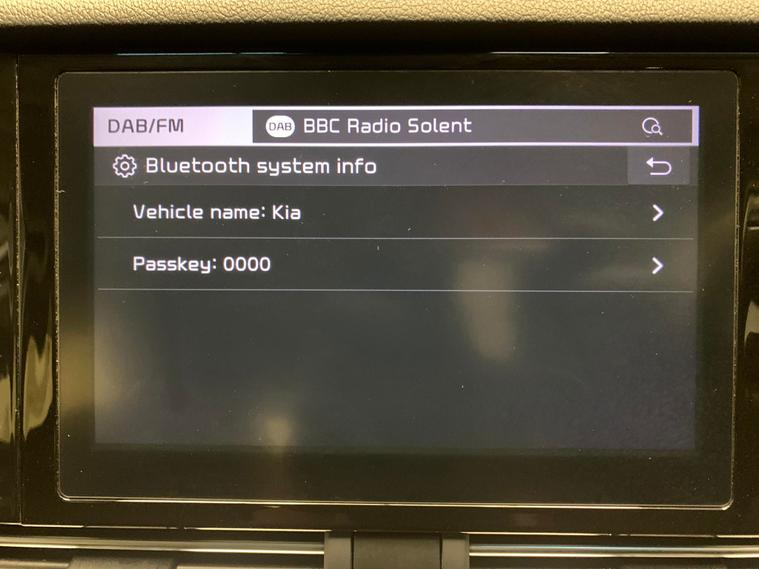 DAB/FM
DAB BBC Radio Solent
Bluetooth system info
Vehicle name: Kia
Passkey: 0000